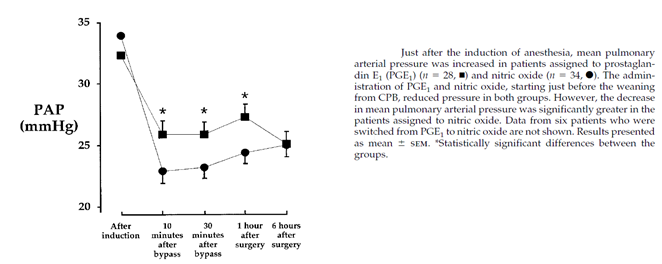 35
30
25
20
PAP
(mmHg)
*
*
*
After
induction
10
minutes
after
bypass
30
minutes
after
bypass
1 hour
after
surgery
6 hours
after
surgery
Just after the induction of anesthesia, mean pulmonary
arterial pressure was increased in patients assigned to prostaglan-
din E₁ (PGE₁) (n = 28, ■) and nitric oxide (n = 34, ●). The admin-
istration of PGE₁ and nitric oxide, starting just before the weaning
from CPB, reduced pressure in both groups. However, the decrease
in mean pulmonary arterial pressure was significantly greater in the
patients assigned to nitric oxide. Data from six patients who were
switched from PGE₁ to nitric oxide are not shown. Results presented
as mean ± SEM. *Statistically significant differences between the
groups.